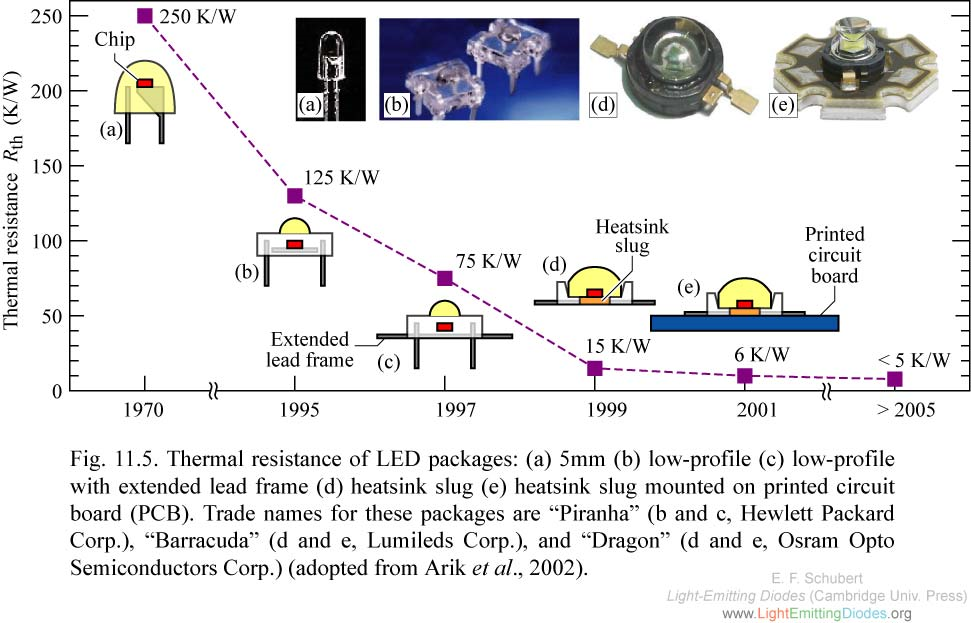 250
200
150
100
50
0
Thermal resistance Rth (K/W)
250 K/W
Chip
(a)
(a)
(b)
(d)
(e)
125 K/W
(b)
75 K/W
Extended
lead frame
(c)
Heatsink
slug
(d)
15 K/W
Printed
circuit
board
(e)
6 K/W
< 5 K/W
1970
1995
1997
1999
2001
> 2005
Fig. 11.5. Thermal resistance of LED packages: (a) 5mm (b) low-profile (c) low-profile
with extended lead frame (d) heatsink slug (e) heatsink slug mounted on printed circuit
board (PCB). Trade names for these packages are “Piranha” (b and c, Hewlett Packard
Corp.), “Barracuda” (d and e, Lumileds Corp.), and “Dragon” (d and e, Osram Opto
Semiconductors Corp.) (adopted from Arik et al., 2002).
E. F. Schubert
Light-Emitting Diodes (Cambridge Univ. Press)
www.LightEmittingDiodes.org